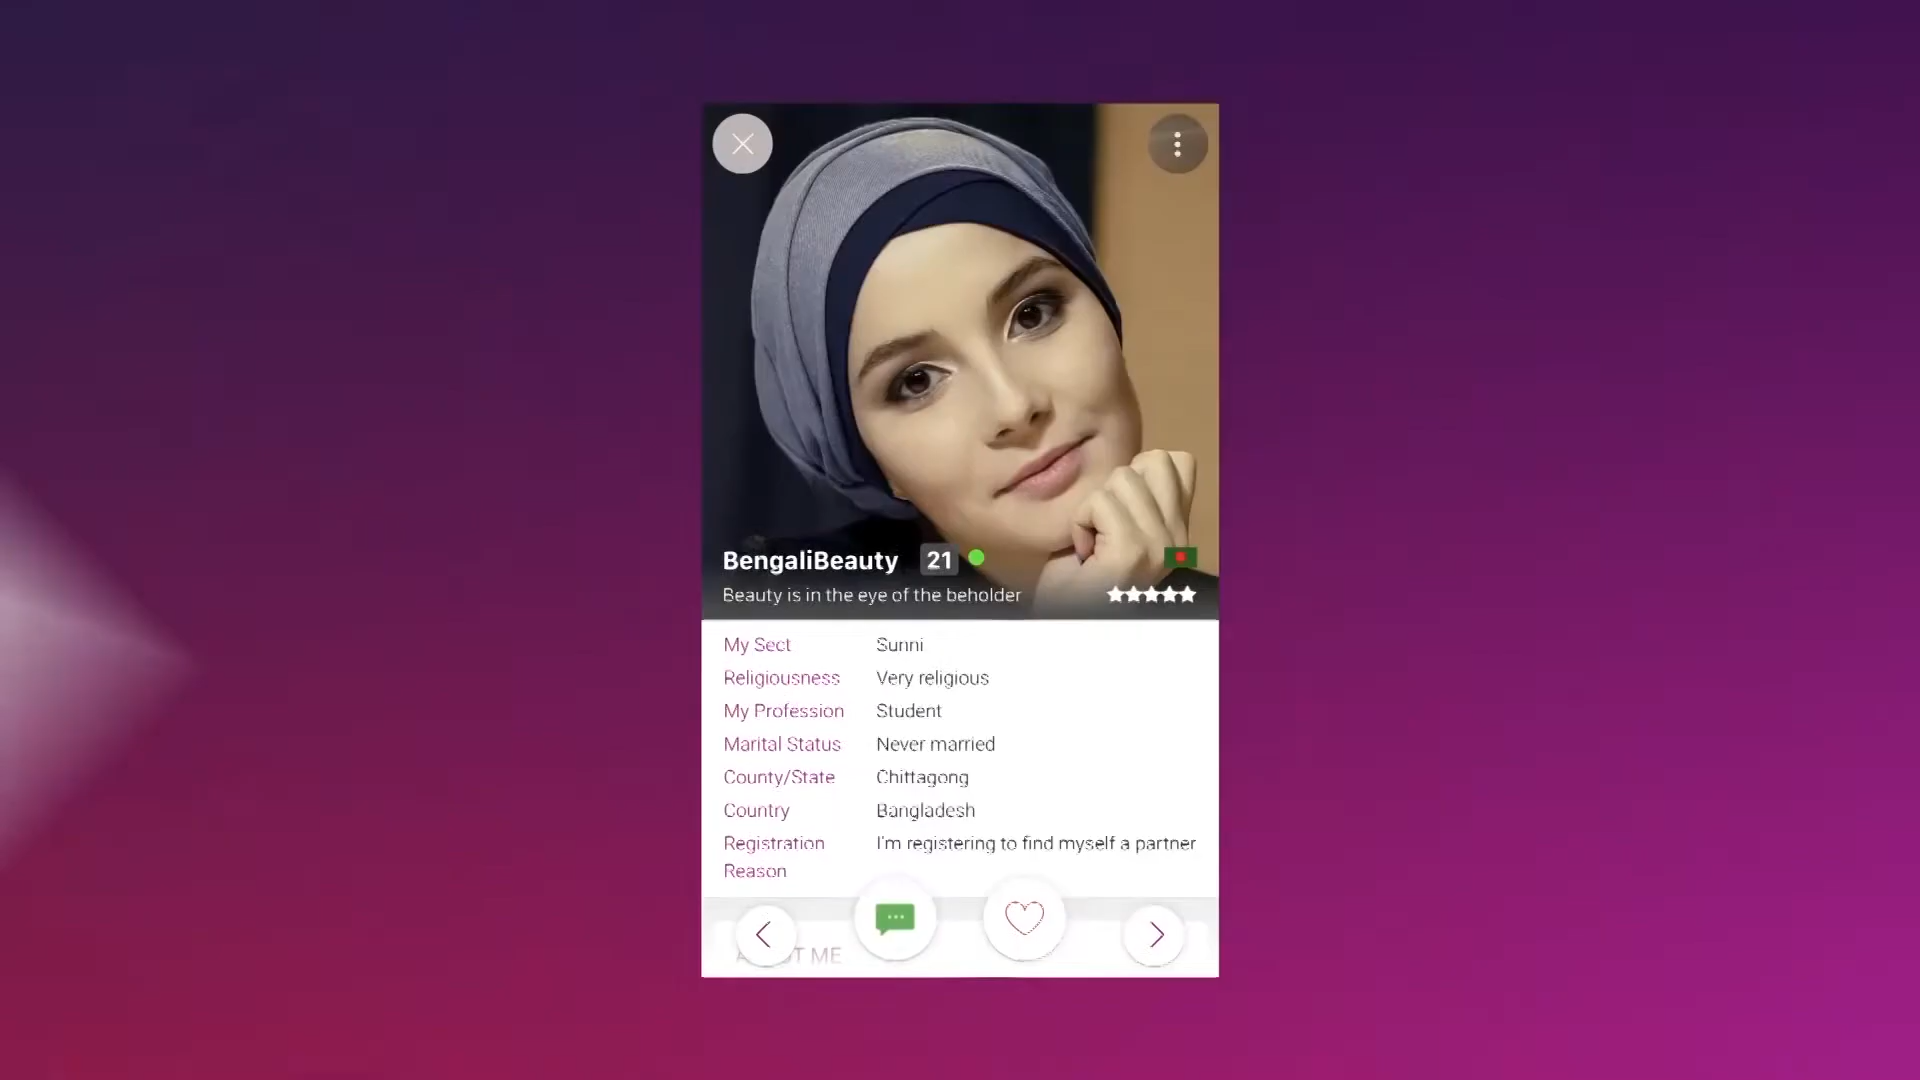 BengaliBeauty 21
Beauty is in the eye of the beholder
My Sect Sunni
Religiousness Very religious
My Profession Student
Marital Status Never married
County/State Chittagong
Country Bangladesh
Registration Reason I'm registering to find myself a partner
ME